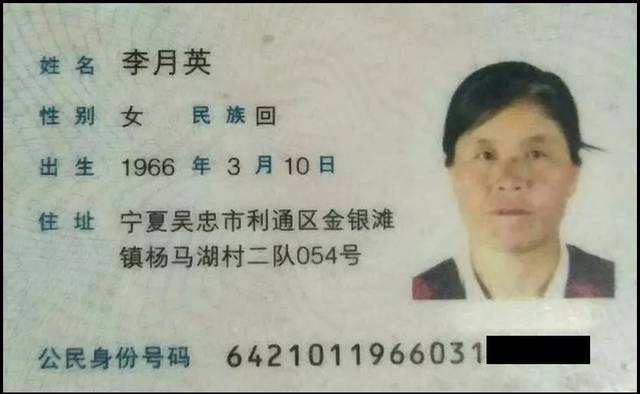 姓名 李月英
性别 女 民族 回
出生 1966 年 3 月 10 日
住址 宁夏吴忠市利通区金银滩
镇杨马湖村二队054号
公民身份号码 6421011966031